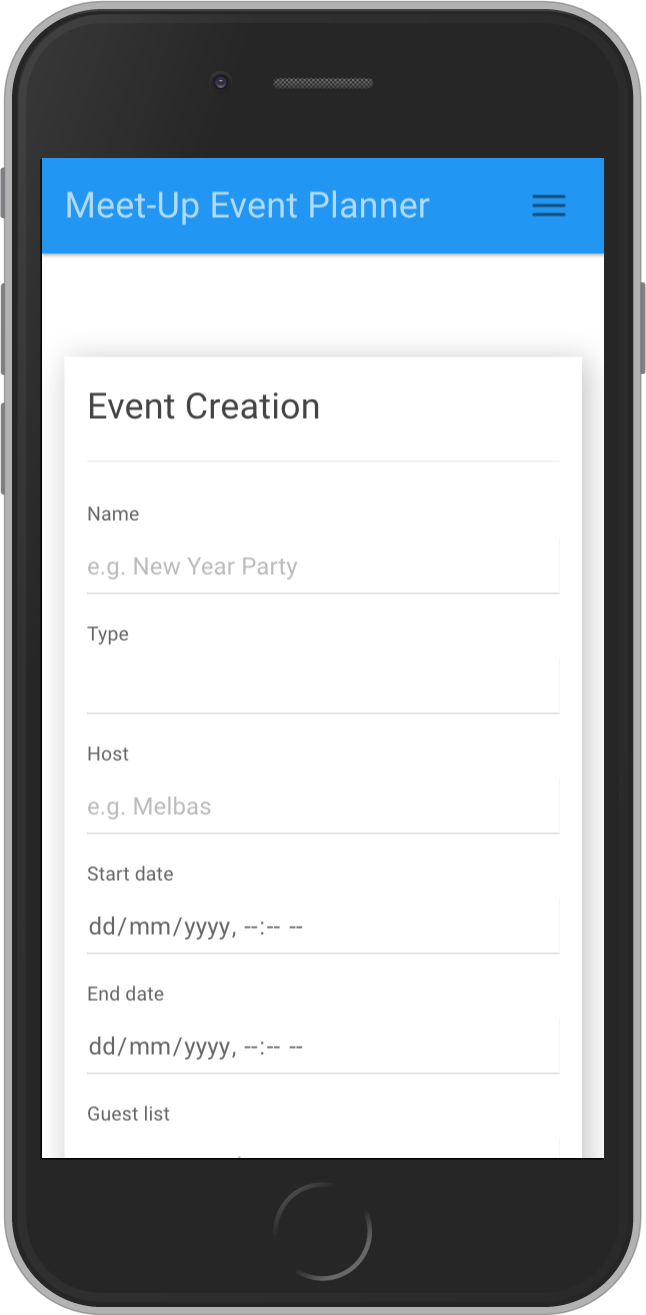 Meet-Up Event Planner
Event Creation
Name
e.g. New Year Party
Type
Host
e.g. Melbas
Start date
dd/mm/yyyy, --:-- --
End date
dd/mm/yyyy, --:-- --
Guest list